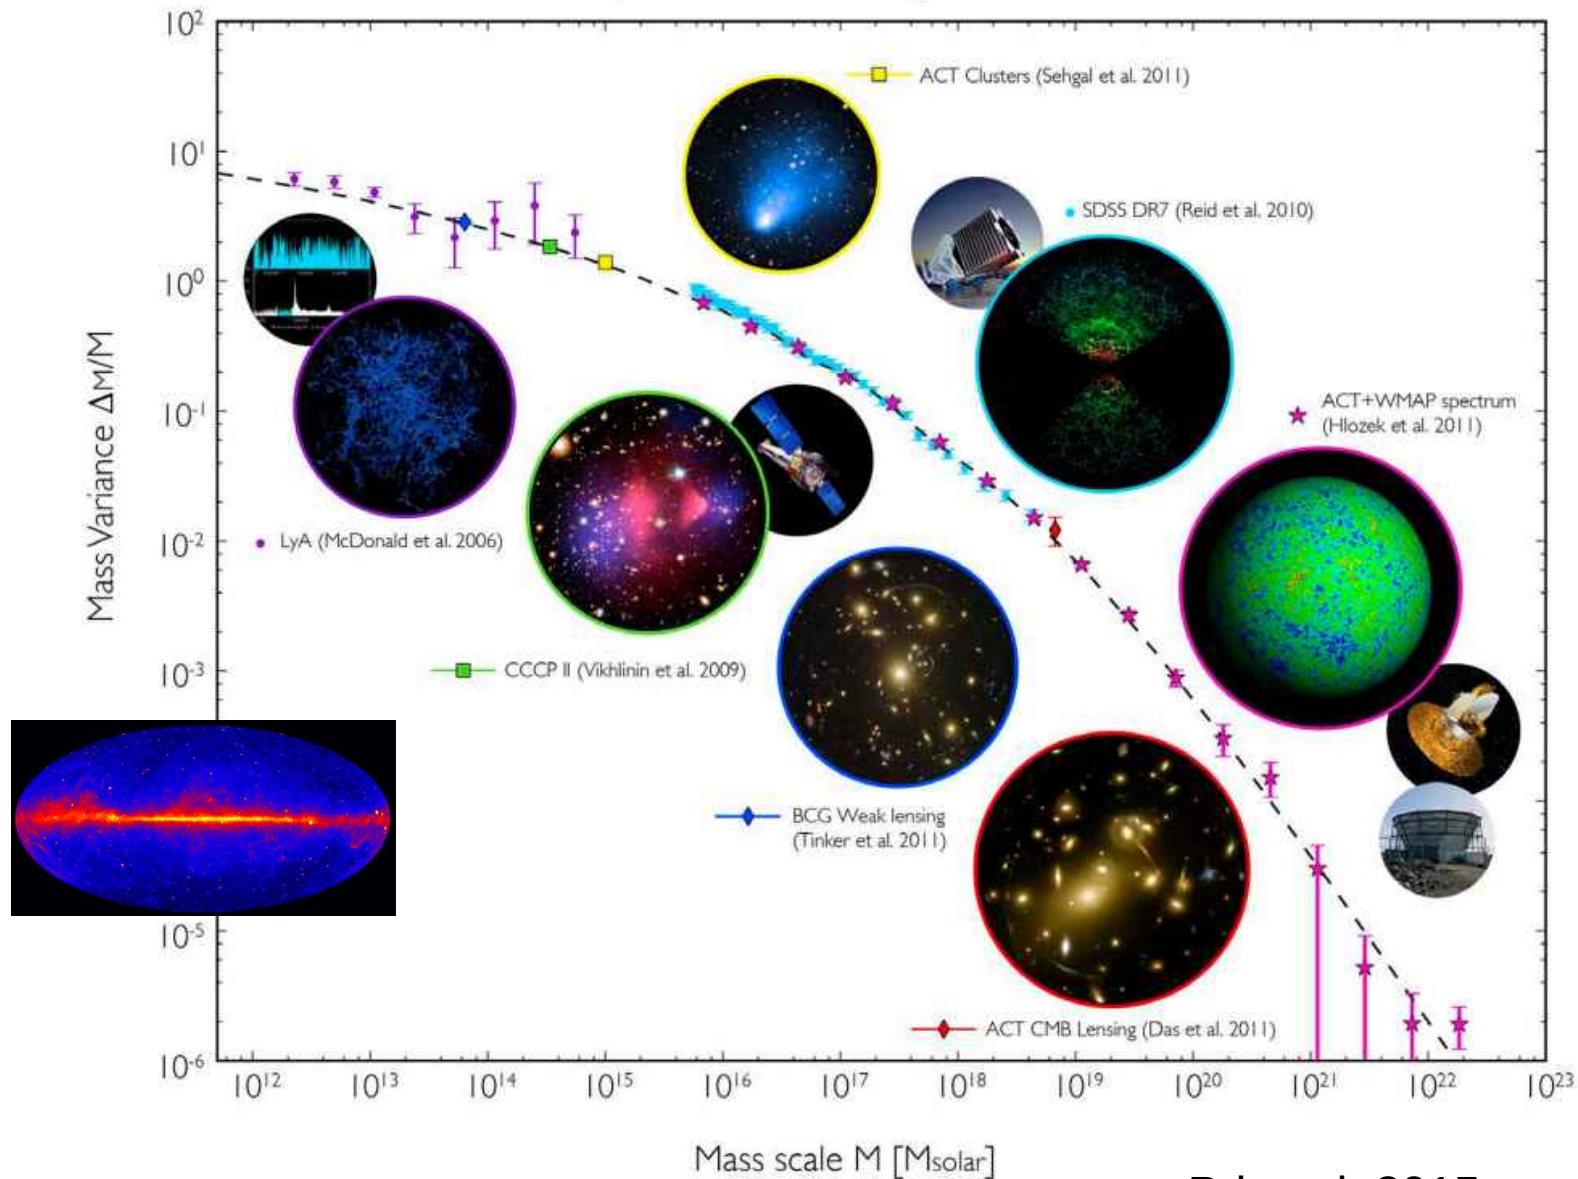 10²
10¹
10⁰
10⁻¹
10⁻²
10⁻³
10⁻⁵
10⁻⁶
Mass Variance ΔM/M
ACT Clusters (Sehgal et al. 2011)
SDSS DR7 (Reid et al. 2010)
ACT+WMAP spectrum
(Hlozek et al. 2011)
LyA (McDonald et al. 2006)
CCCP II (Vikhlinin et al. 2009)
BCG Weak lensing
(Tinker et al. 2011)
ACT CMB Lensing (Das et al. 2011)
10¹² 10¹³ 10¹⁴ 10¹⁵ 10¹⁶ 10¹⁷ 10¹⁸ 10¹⁹ 10²⁰ 10²¹ 10²² 10²³
Mass scale M [Msolar]